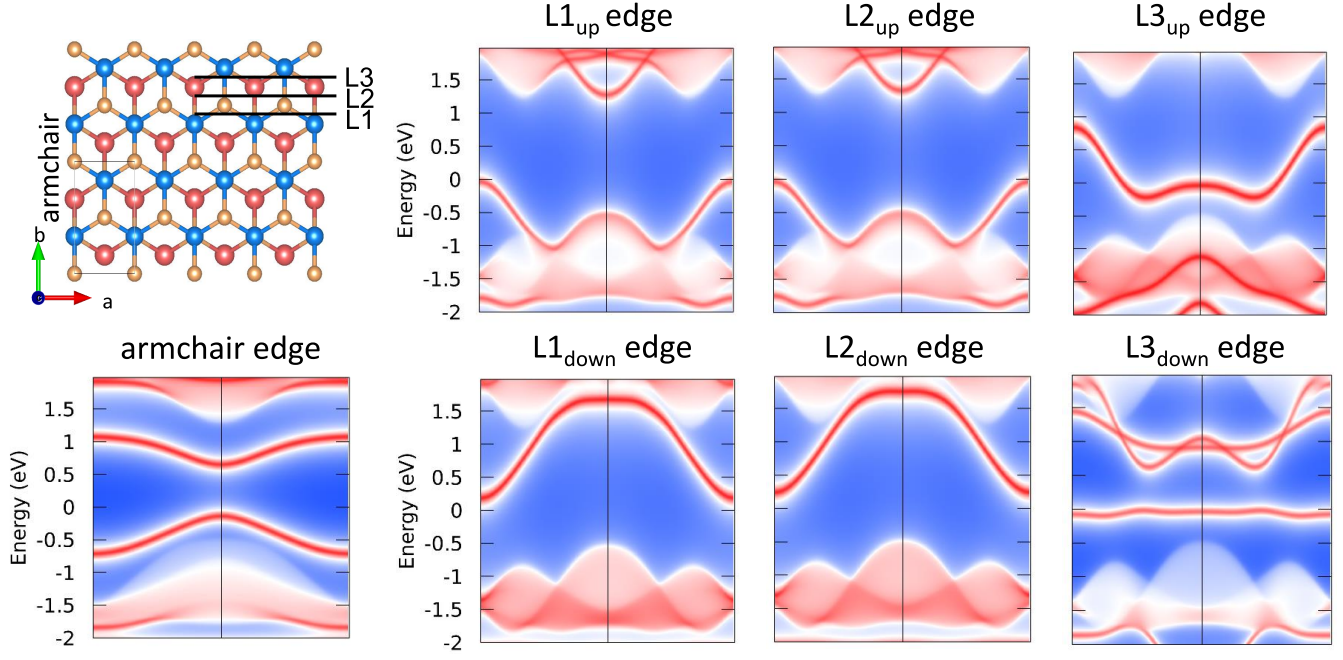 L1up edge
L2up edge
L3up edge
armchair
L3
L2
L1
b
a
Energy (eV)
1.5
1
0.5
0
-0.5
-1
-1.5
-2
armchair edge
L1down edge
L2down edge
L3down edge
Energy (eV)
1.5
1
0.5
0
-0.5
-1
-1.5
-2
Energy (eV)
1.5
1
0.5
0
-0.5
-1
-1.5
-2